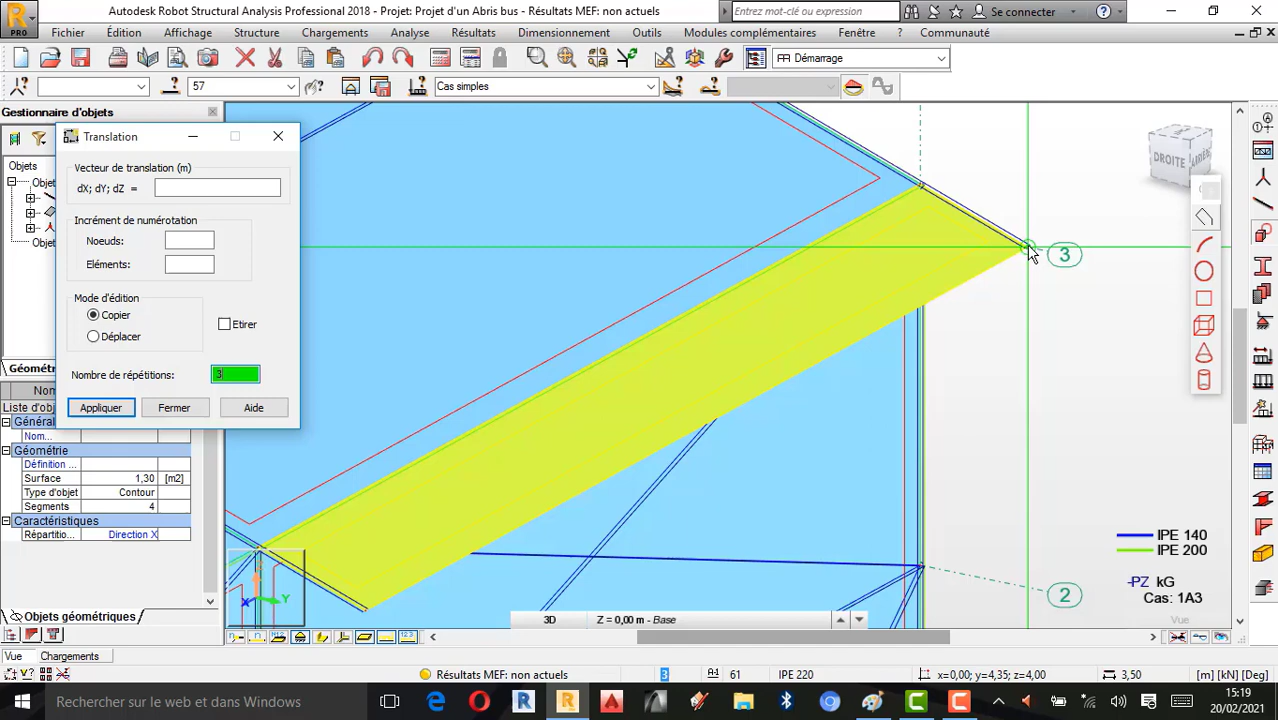 PRO
Autodesk Robot Structural Analysis Professional 2018 - Projet: Projet d'un Abris bus - Résultats MEF: non actuels
Entrez mot-clé ou expression
Se connecter
Fichier Edition Affichage Structure Chargements Analyse Résultats Dimensionnement Outils Modules complémentaires Fenêtre ? Communauté
Démarrage
57
Cas simples
Gestionnaire d'objets
Translation
Objets
Vecteur de translation (m)
dX; dY; dZ =
Incrément de numérotation
Noeuds:
Eléments:
Mode d'édition
Copier
Etirer
Déplacer
Nombre de répétitions: 3
Appliquer Fermer Aide
Liste d'obj
Général
Nom...
Géométrie
Définition ...
Surface 1,30 [m2]
Type d'objet Contour
Segments 4
Caractéristiques
Répartitio... Direction X
Objets géométriques
DROITE
ARRIÈRE
3
2
IPE 140
IPE 200
-PZ kG
Cas: 1A3
Vue
X Y
3D Z = 0,00 m - Base
Vue Chargements
Résultats MEF: non actuels 3 61 IPE 220 x=0,00; y=4,35; z=4,00 3,50 [m] [kN] [Deg]
Rechercher sur le web et dans Windows
15:19
20/02/2021